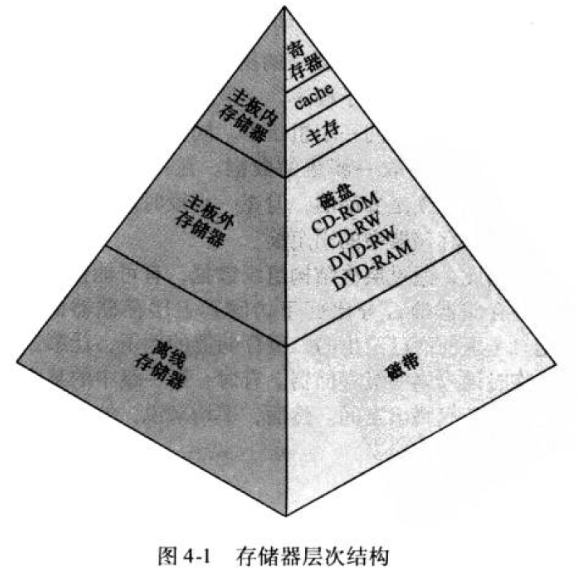 寄
存器
cache
主存
主板内
存储器
磁盘
CD-ROM
CD-RW
DVD-RW
DVD-RAM
主板外
存储器
磁带
离线
存储器
图 4-1 存储器层次结构